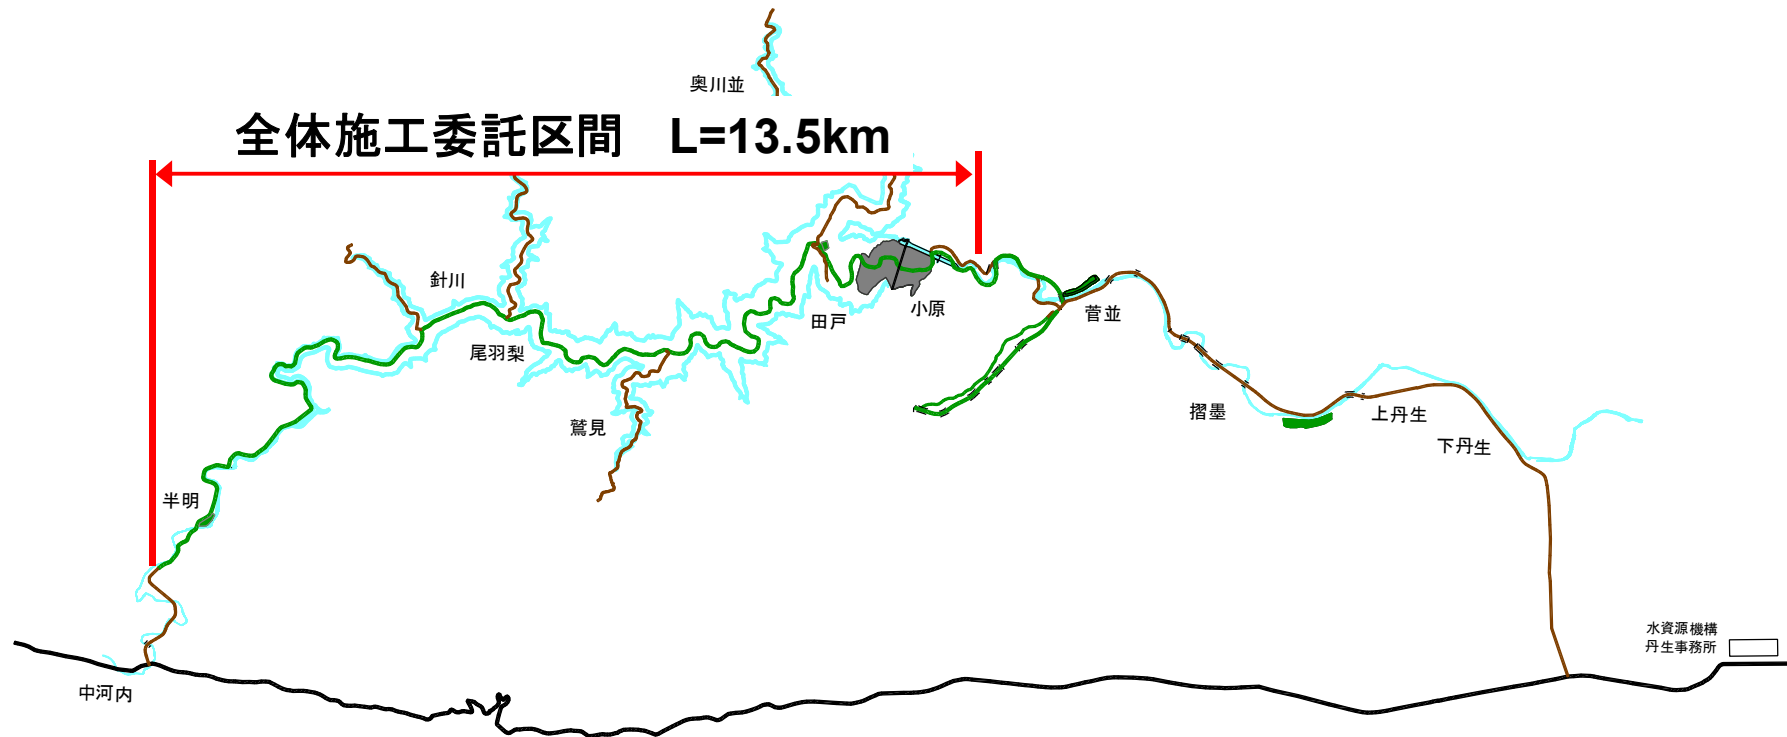 奥川並
全体施工委託区間　L=13.5km
針川
尾羽梨
田戸
小原
菅並
鷲見
摺墨
上丹生
下丹生
半明
水資源機構
丹生事務所
中河内